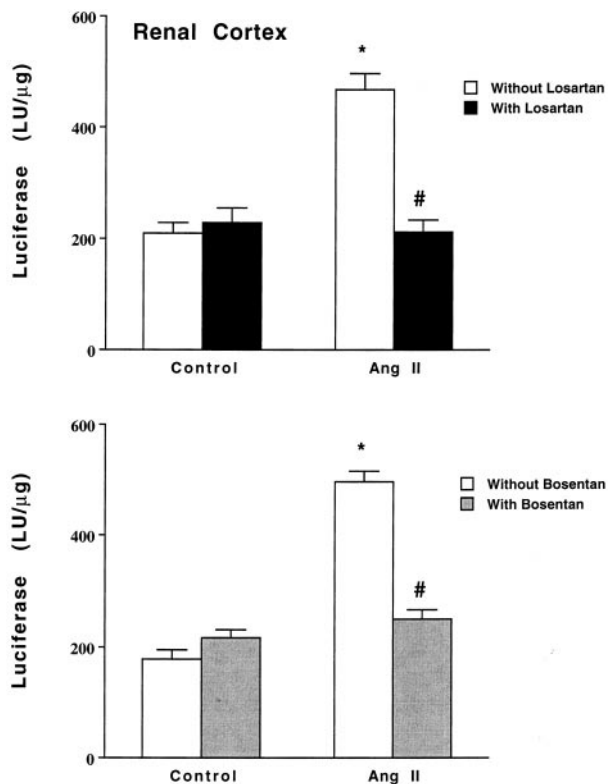 Renal Cortex
Luciferase (LU/μg)
600
400
200
0
*
#
Without Losartan
With Losartan
Control
Ang II
Luciferase (LU/μg)
600
400
200
0
*
#
Without Bosentan
With Bosentan
Control
Ang II